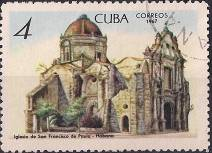 4 CUBA CORREOS
1967
Iglesia de San Francisco de Paula - Habana